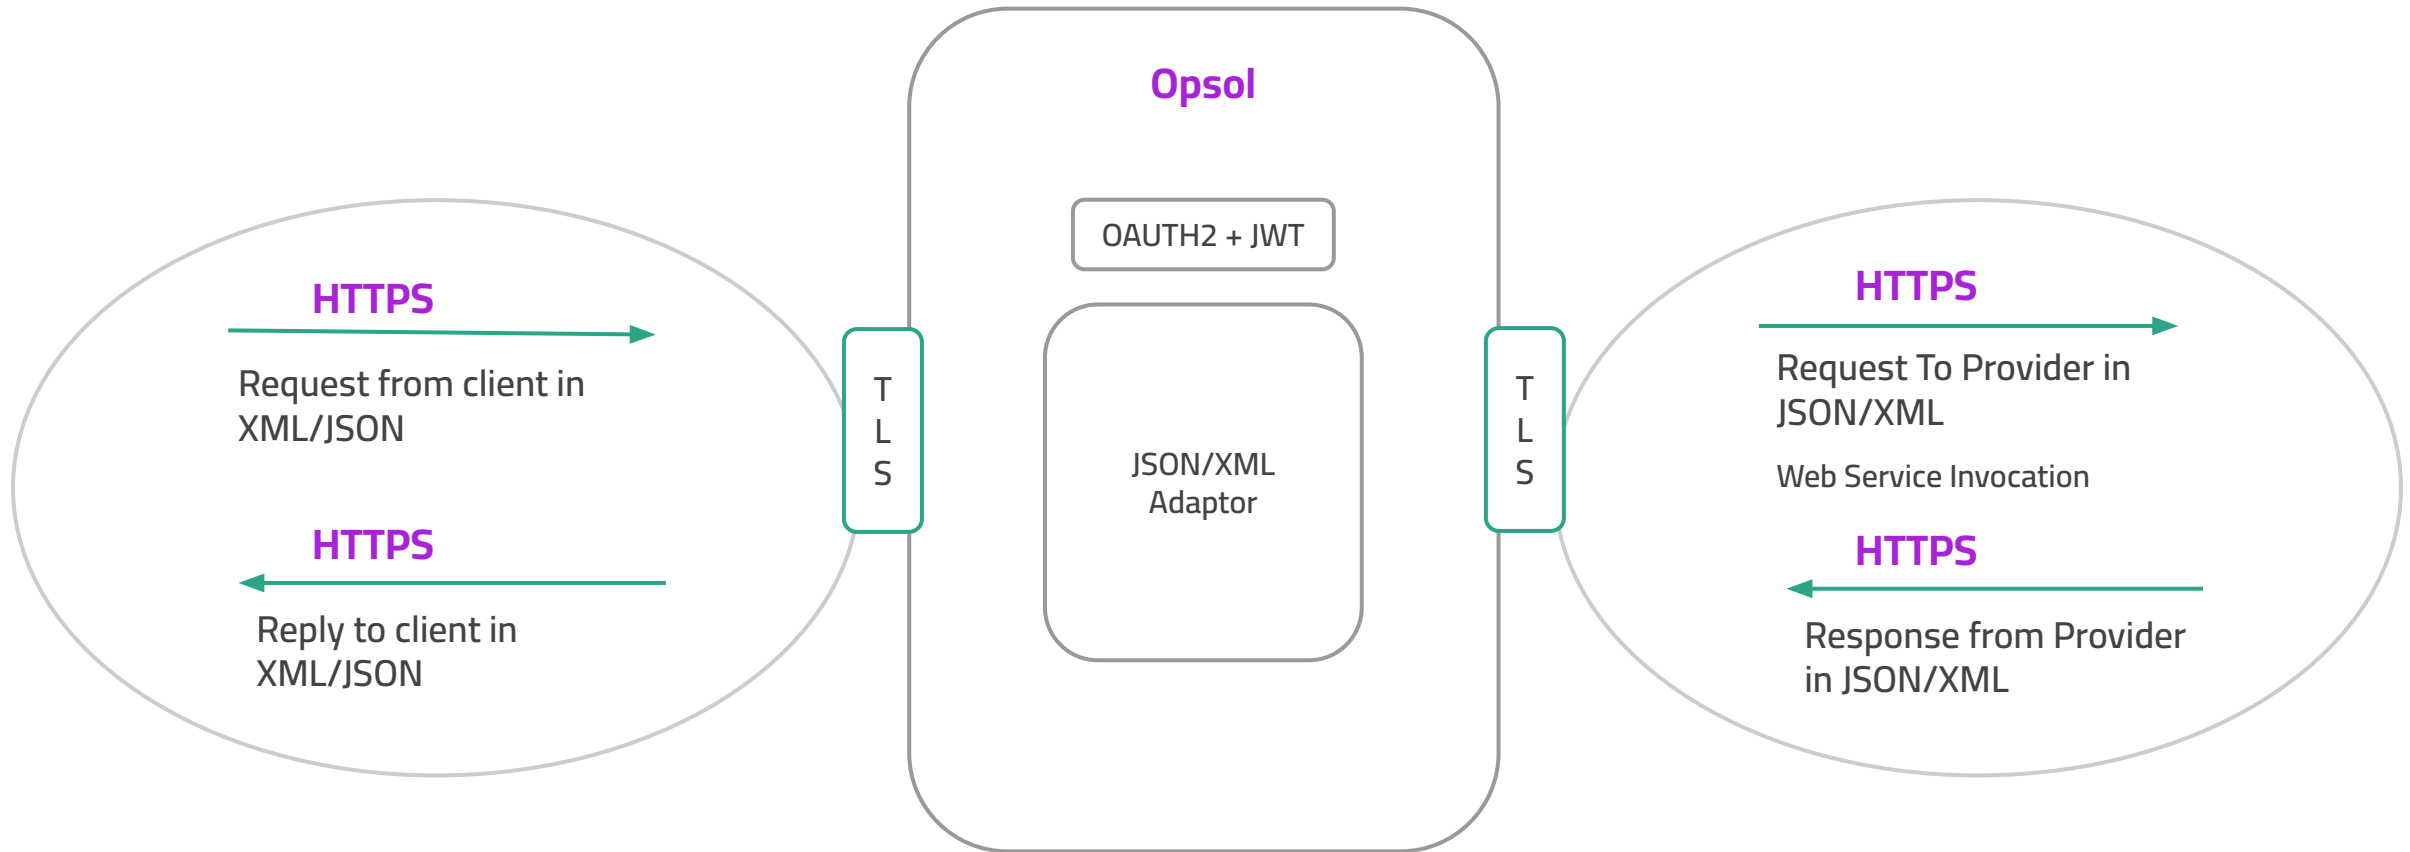 Opsol
OAUTH2 + JWT
HTTPS
Request from client in
XML/JSON
HTTPS
Reply to client in
XML/JSON
T
L
S
JSON/XML
Adaptor
T
L
S
HTTPS
Request To Provider in
JSON/XML
Web Service Invocation
HTTPS
Response from Provider
in JSON/XML